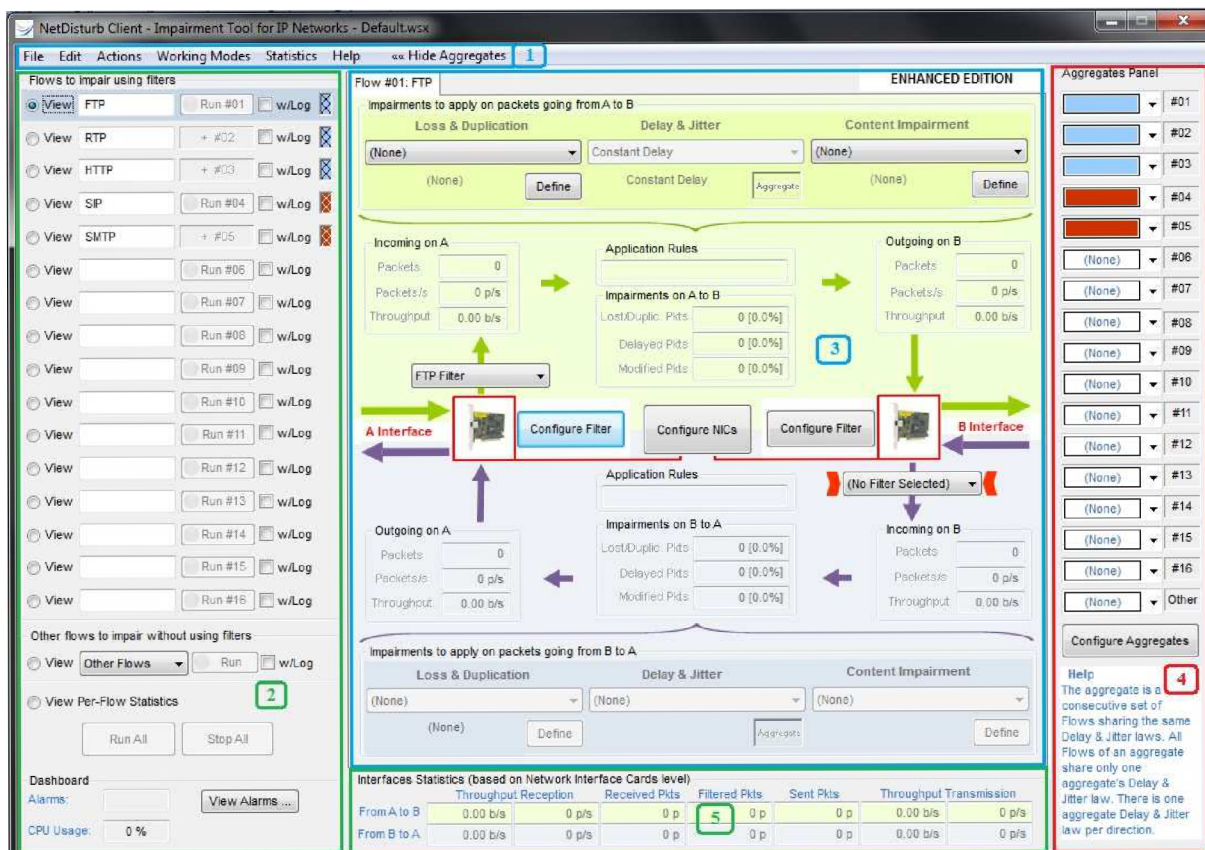 NetDisturb Client - Impairment Tool for IP Networks - Default.wsx
File Edit Actions Working Modes Statistics Help «« Hide Aggregates 1
Flows to impair using filters
View FTP Run #01 w/Log
View RTP + #02 w/Log
View HTTP + #03 w/Log
View SIP Run #04 w/Log
View SMTP + #05 w/Log
View Run #06 w/Log
View Run #07 w/Log
View Run #08 w/Log
View Run #09 w/Log
View Run #10 w/Log
View Run #11 w/Log
View Run #12 w/Log
View Run #13 w/Log
View Run #14 w/Log
View Run #15 w/Log
View Run #16 w/Log
Other flows to impair without using filters
View Other Flows Run w/Log
View Per-Flow Statistics 2
Run All Stop All
Dashboard
Alarms: View Alarms ...
CPU Usage: 0 %
Flow #01: FTP ENHANCED EDITION
Impairments to apply on packets going from A to B
Loss & Duplication Delay & Jitter Content Impairment
(None) Constant Delay (None)
(None) Define Constant Delay Aggregate (None) Define
Incoming on A
Packets 0
Packets/s 0 p/s
Throughput 0.00 b/s
Application Rules
Impairments on A to B
Lost/Duplic. Pkts 0 [0.0%]
Delayed Pkts 0 [0.0%]
Modified Pkts 0 [0.0%]
Outgoing on B
Packets 0
Packets/s 0 p/s
Throughput 0.00 b/s
3
FTP Filter
A Interface Configure Filter Configure NICs Configure Filter B Interface
(No Filter Selected)
Outgoing on A
Packets 0
Packets/s 0 p/s
Throughput 0.00 b/s
Application Rules
Impairments on B to A
Lost/Duplic. Pkts 0 [0.0%]
Delayed Pkts 0 [0.0%]
Modified Pkts 0 [0.0%]
Incoming on B
Packets 0
Packets/s 0 p/s
Throughput 0.00 b/s
Impairments to apply on packets going from B to A
Loss & Duplication Delay & Jitter Content Impairment
(None) (None) (None)
(None) Define Aggregate Define
Interfaces Statistics (based on Network Interface Cards level)
Throughput Reception Received Pkts Filtered Pkts Sent Pkts Throughput Transmission
From A to B 0.00 b/s 0 p/s 0 p 0 p 0 p 0.00 b/s 0 p/s
From B to A 0.00 b/s 0 p/s 0 p 0 p 0 p 0.00 b/s 0 p/s
5
Aggregates Panel
#01
#02
#03
#04
#05
(None) #06
(None) #07
(None) #08
(None) #09
(None) #10
(None) #11
(None) #12
(None) #13
(None) #14
(None) #15
(None) #16
(None) Other
Configure Aggregates
Help 4
The aggregate is a
consecutive set of
Flows sharing the same
Delay & Jitter laws. All
Flows of an aggregate
share only one
aggregate's Delay &
Jitter law. There is one
aggregate Delay & Jitter
law per direction.